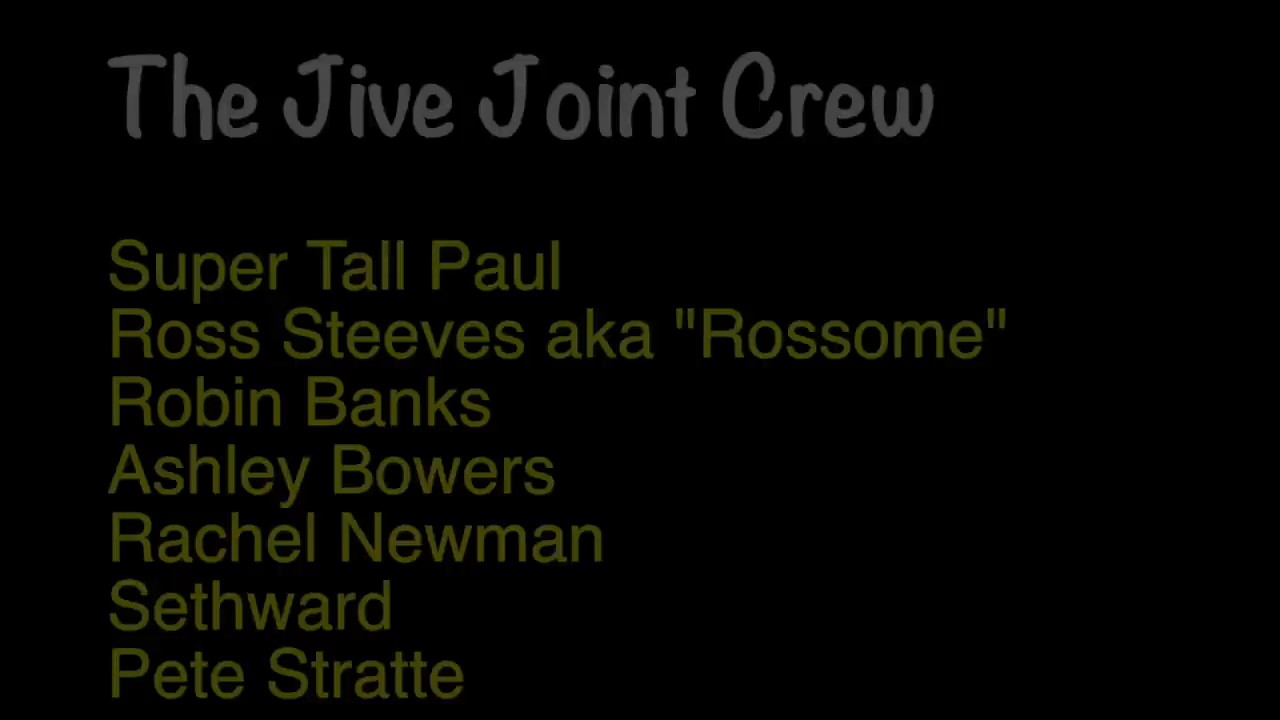 The Jive Joint Crew
Super Tall Paul
Ross Steeves aka "Rossome"
Robin Banks
Ashley Bowers
Rachel Newman
Sethward
Pete Stratte